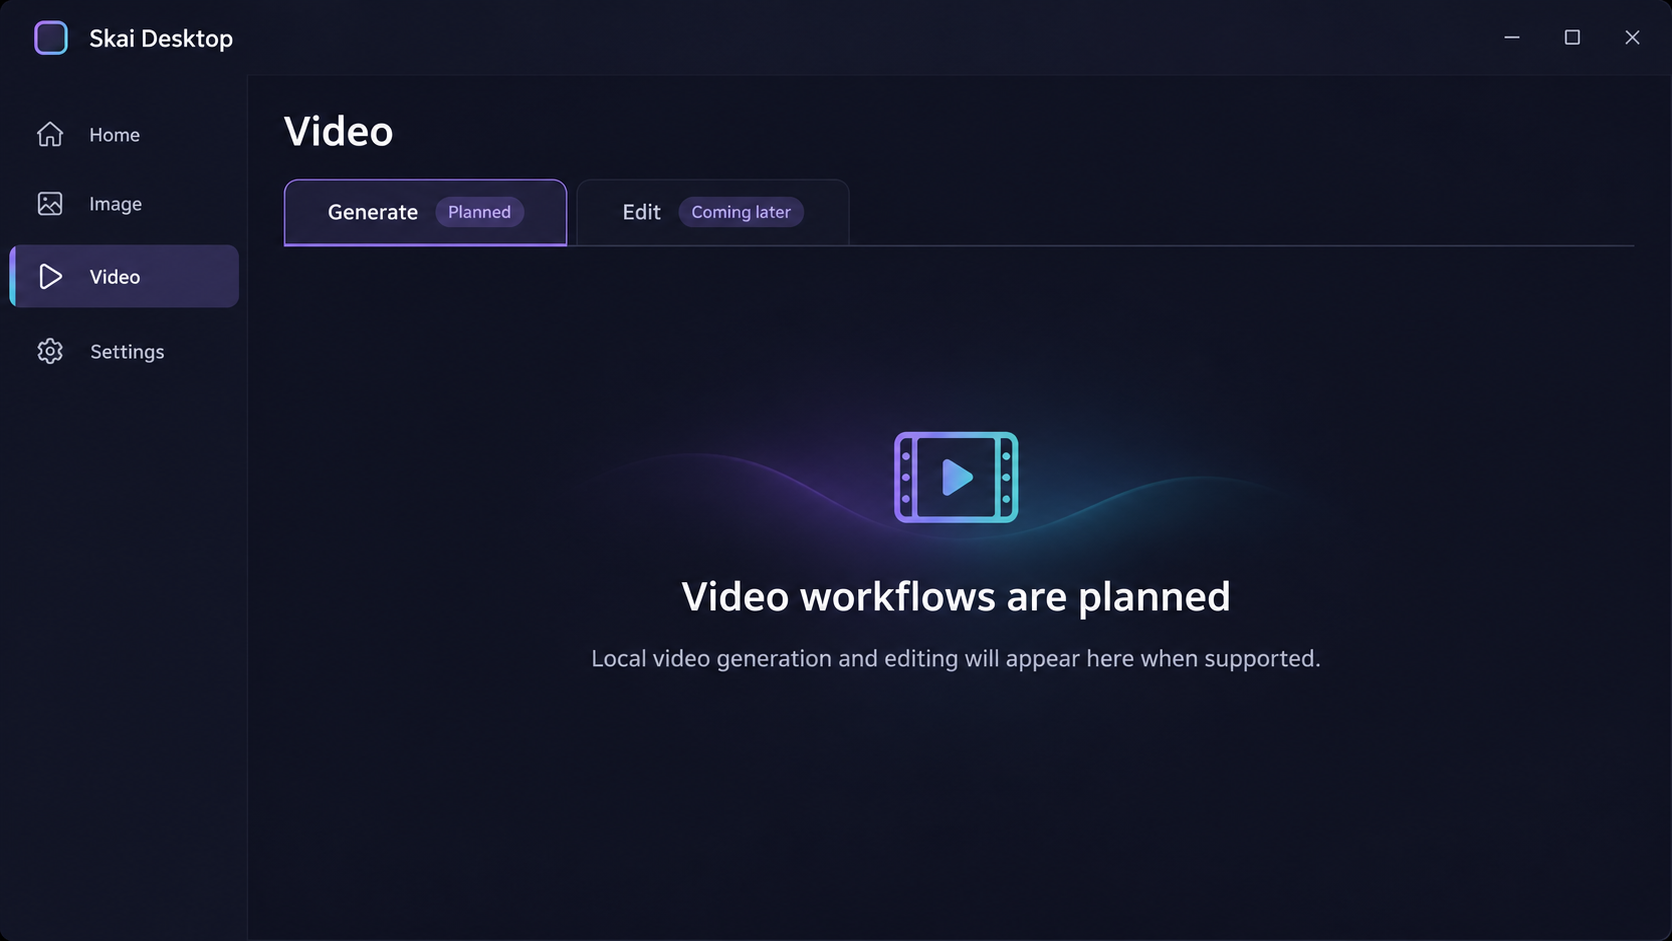 Skai Desktop
Home
Image
Video
Settings
Video
Generate Planned
Edit Coming later
Video workflows are planned
Local video generation and editing will appear here when supported.